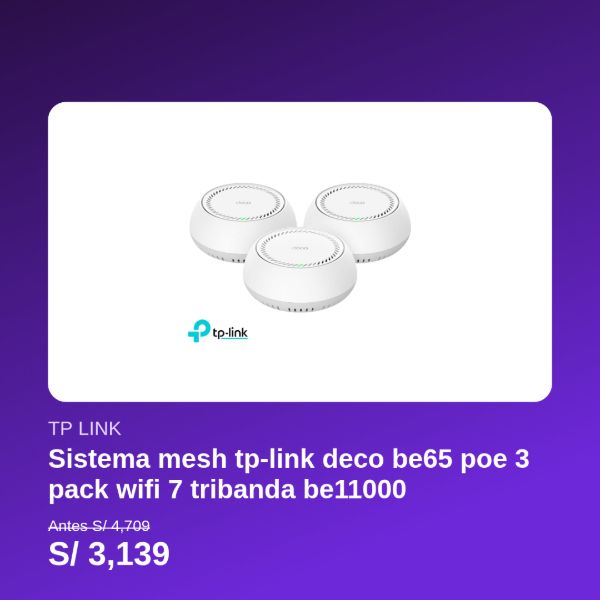 tp-link
TP LINK
Sistema mesh tp-link deco be65 poe 3
pack wifi 7 tribanda be11000
Antes S/ 4,709
S/ 3,139